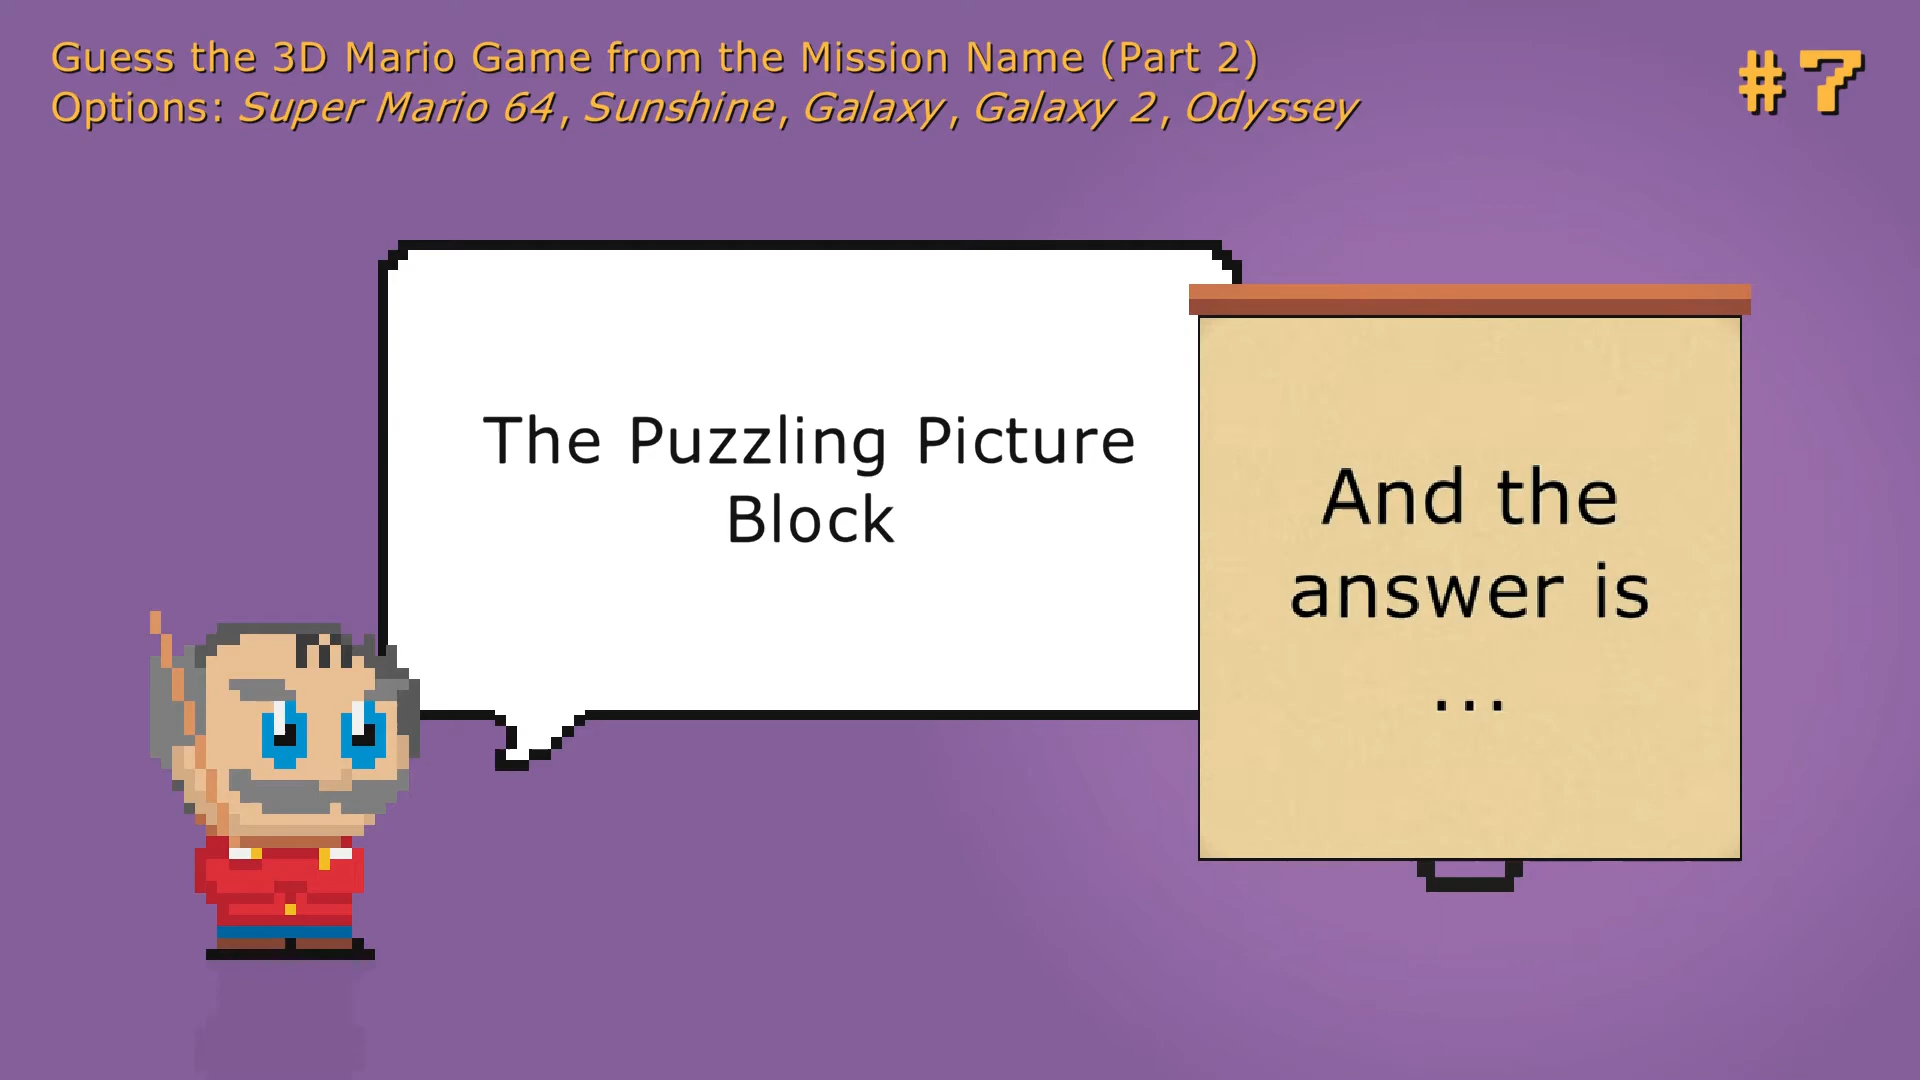 Guess the 3D Mario Game from the Mission Name (Part 2)
Options: Super Mario 64, Sunshine, Galaxy, Galaxy 2, Odyssey
#7
The Puzzling Picture
Block
And the
answer is
...